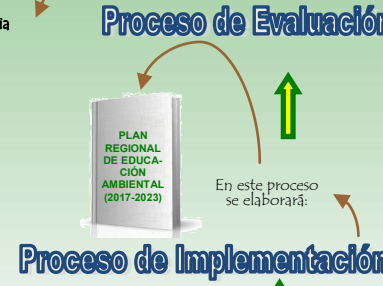 ia
Proceso de Evaluación
PLAN
REGIONAL
DE EDUCA-
CIÓN
AMBIENTAL
(2017-2023)
En este proceso
se elaborará:
Proceso de Implementación